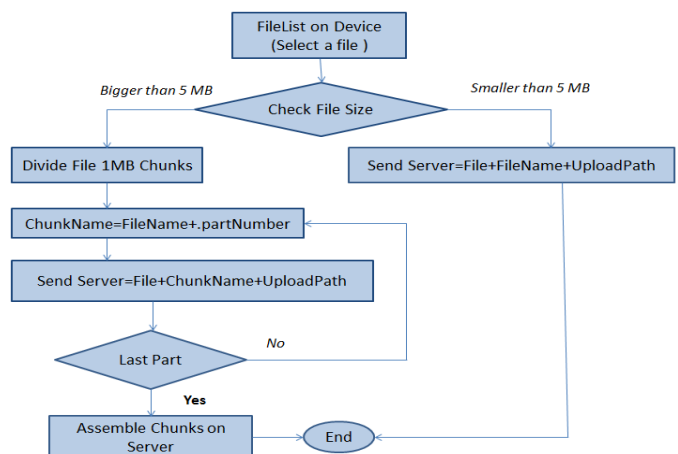 FileList on Device
(Select a file )
Bigger than 5 MB
Smaller than 5 MB
Check File Size
Divide File 1MB Chunks
Send Server=File+FileName+UploadPath
ChunkName=FileName+.partNumber
Send Server=File+ChunkName+UploadPath
No
Last Part
Yes
Assemble Chunks on
Server
End